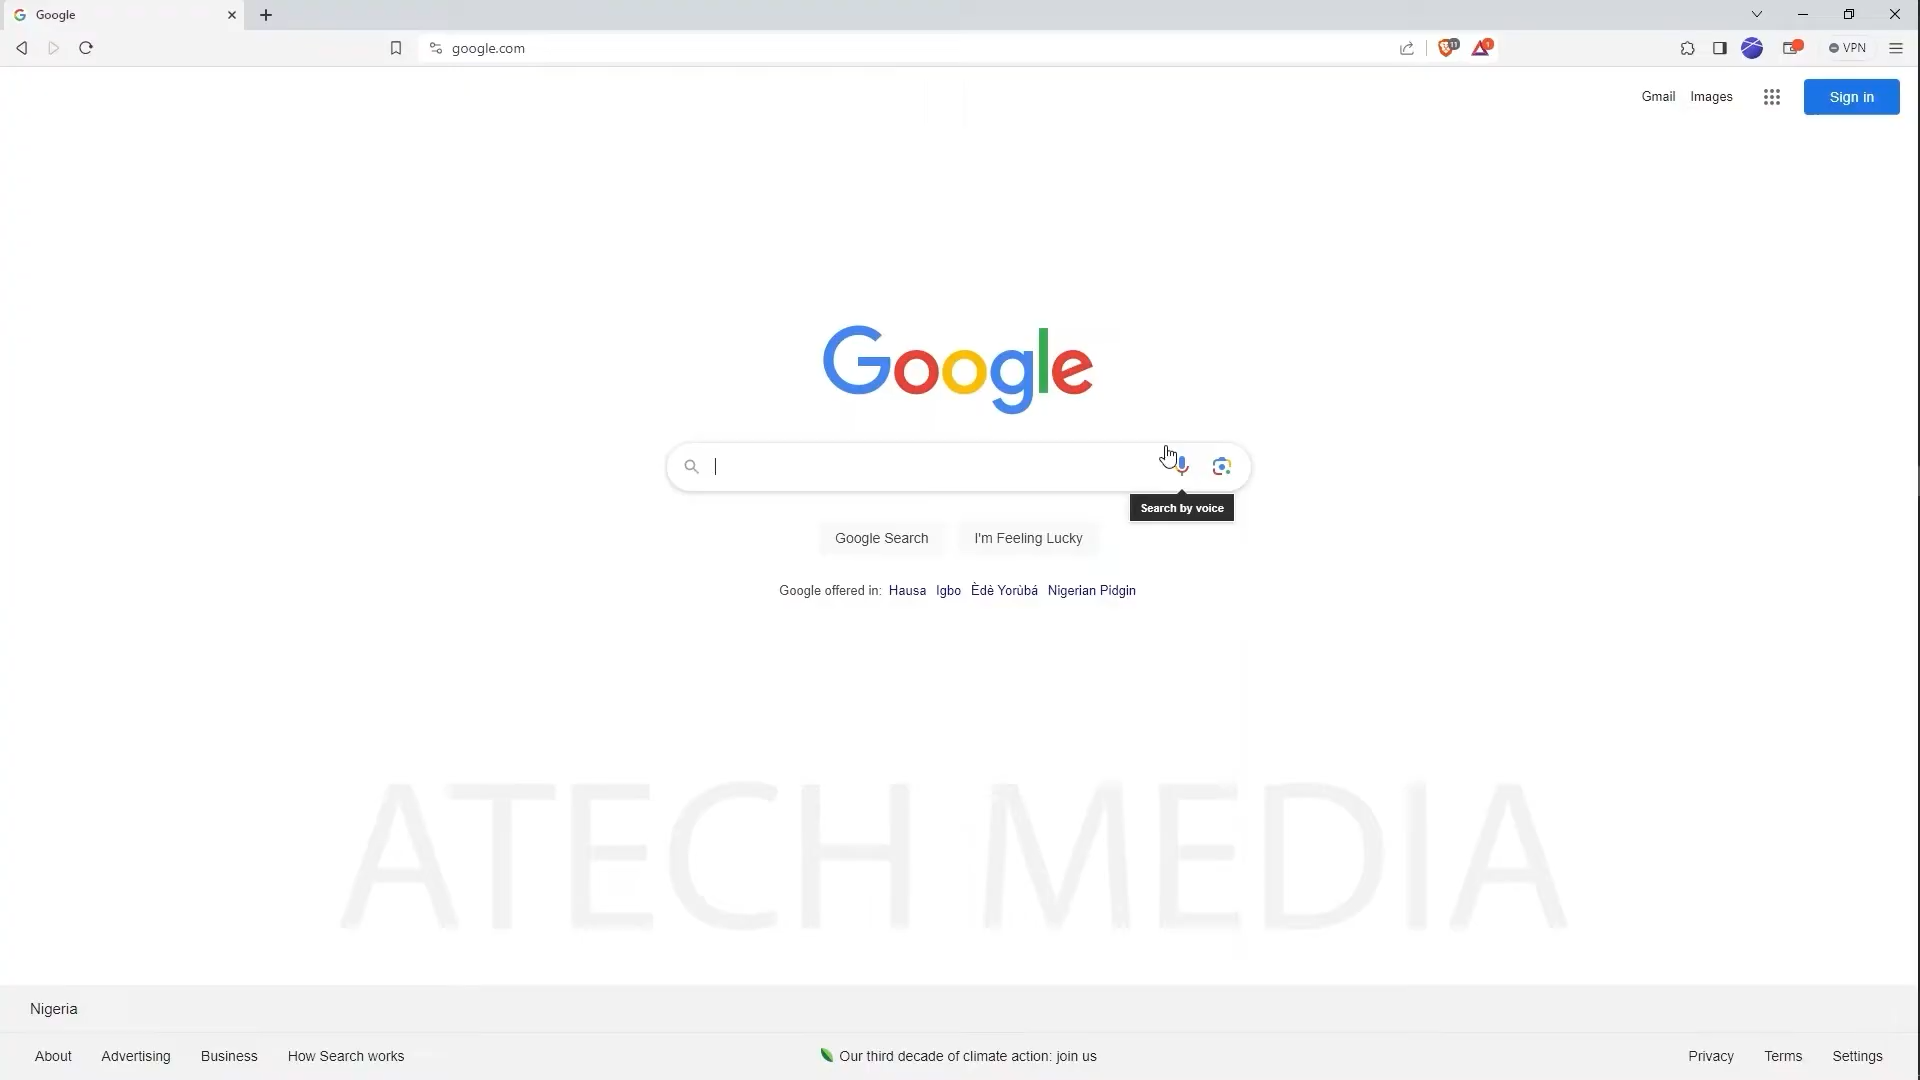 Google
google.com
11
1
VPN
Gmail Images
Sign in
Google
Search by voice
Google Search I'm Feeling Lucky
Google offered in: Hausa Igbo Èdè Yorùbá Nigerian Pidgin
ATECH MEDIA
Nigeria
About Advertising Business How Search works Our third decade of climate action: join us Privacy Terms Settings